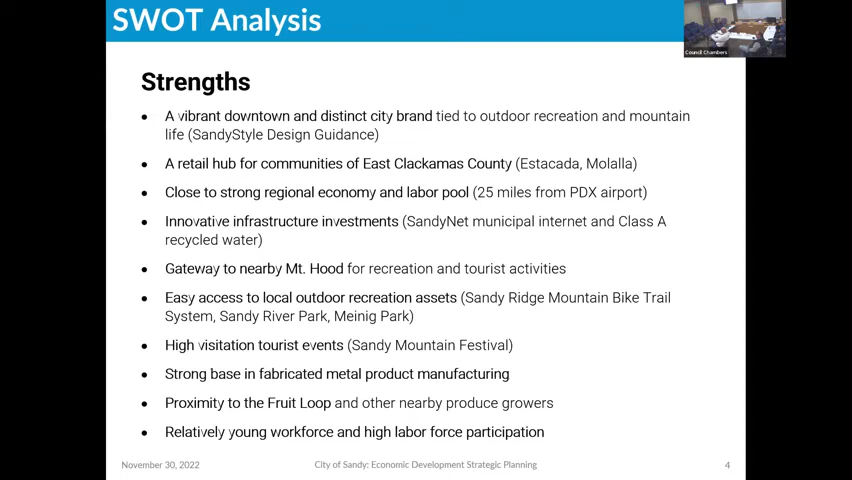 SWOT Analysis
Council Chambers
Strengths
• A vibrant downtown and distinct city brand tied to outdoor recreation and mountain
life (SandyStyle Design Guidance)
• A retail hub for communities of East Clackamas County (Estacada, Molalla)
• Close to strong regional economy and labor pool (25 miles from PDX airport)
• Innovative infrastructure investments (SandyNet municipal internet and Class A
recycled water)
• Gateway to nearby Mt. Hood for recreation and tourist activities
• Easy access to local outdoor recreation assets (Sandy Ridge Mountain Bike Trail
System, Sandy River Park, Meinig Park)
• High visitation tourist events (Sandy Mountain Festival)
• Strong base in fabricated metal product manufacturing
• Proximity to the Fruit Loop and other nearby produce growers
• Relatively young workforce and high labor force participation
November 30, 2022 City of Sandy: Economic Development Strategic Planning 4